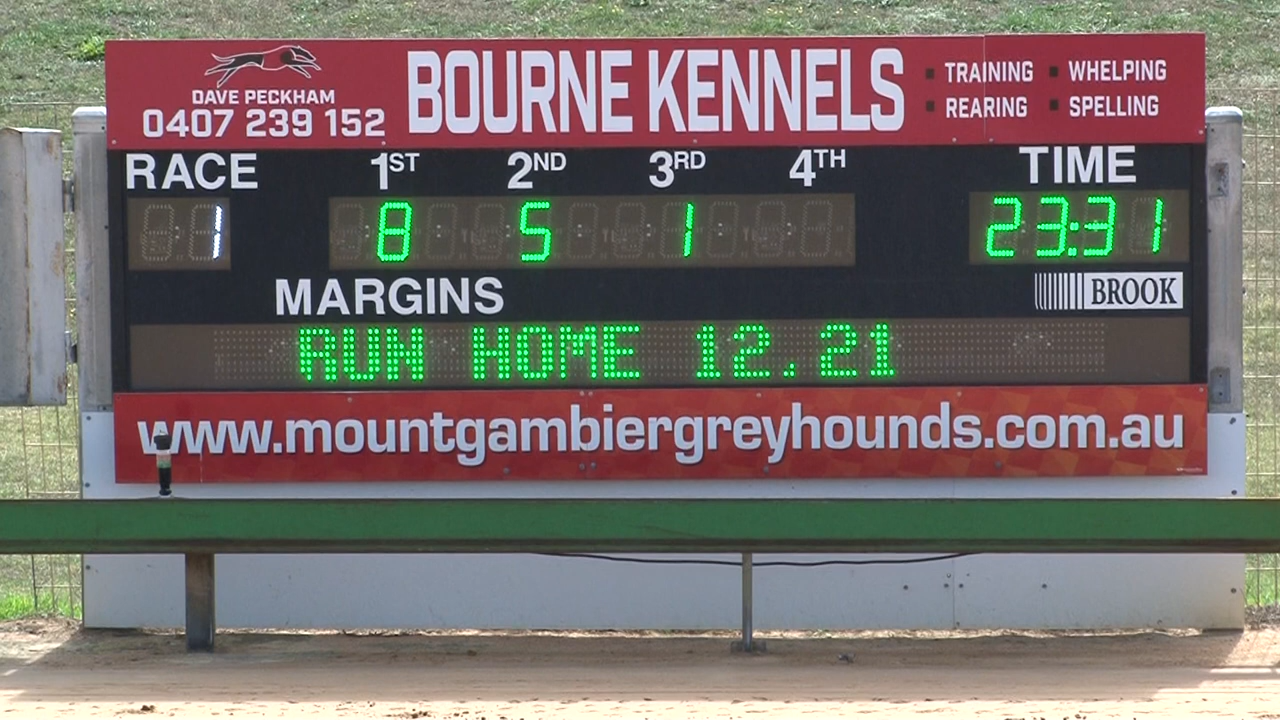 BOURNE KENNELS
DAVE PECKHAM
0407 239 152
TRAINING WHELPING
REARING SPELLING
RACE 1ST 2ND 3RD 4TH TIME
1 8 5 1 23:31
MARGINS
BROOK
RUN HOME 12.21
www.mountgambiergreyhounds.com.au